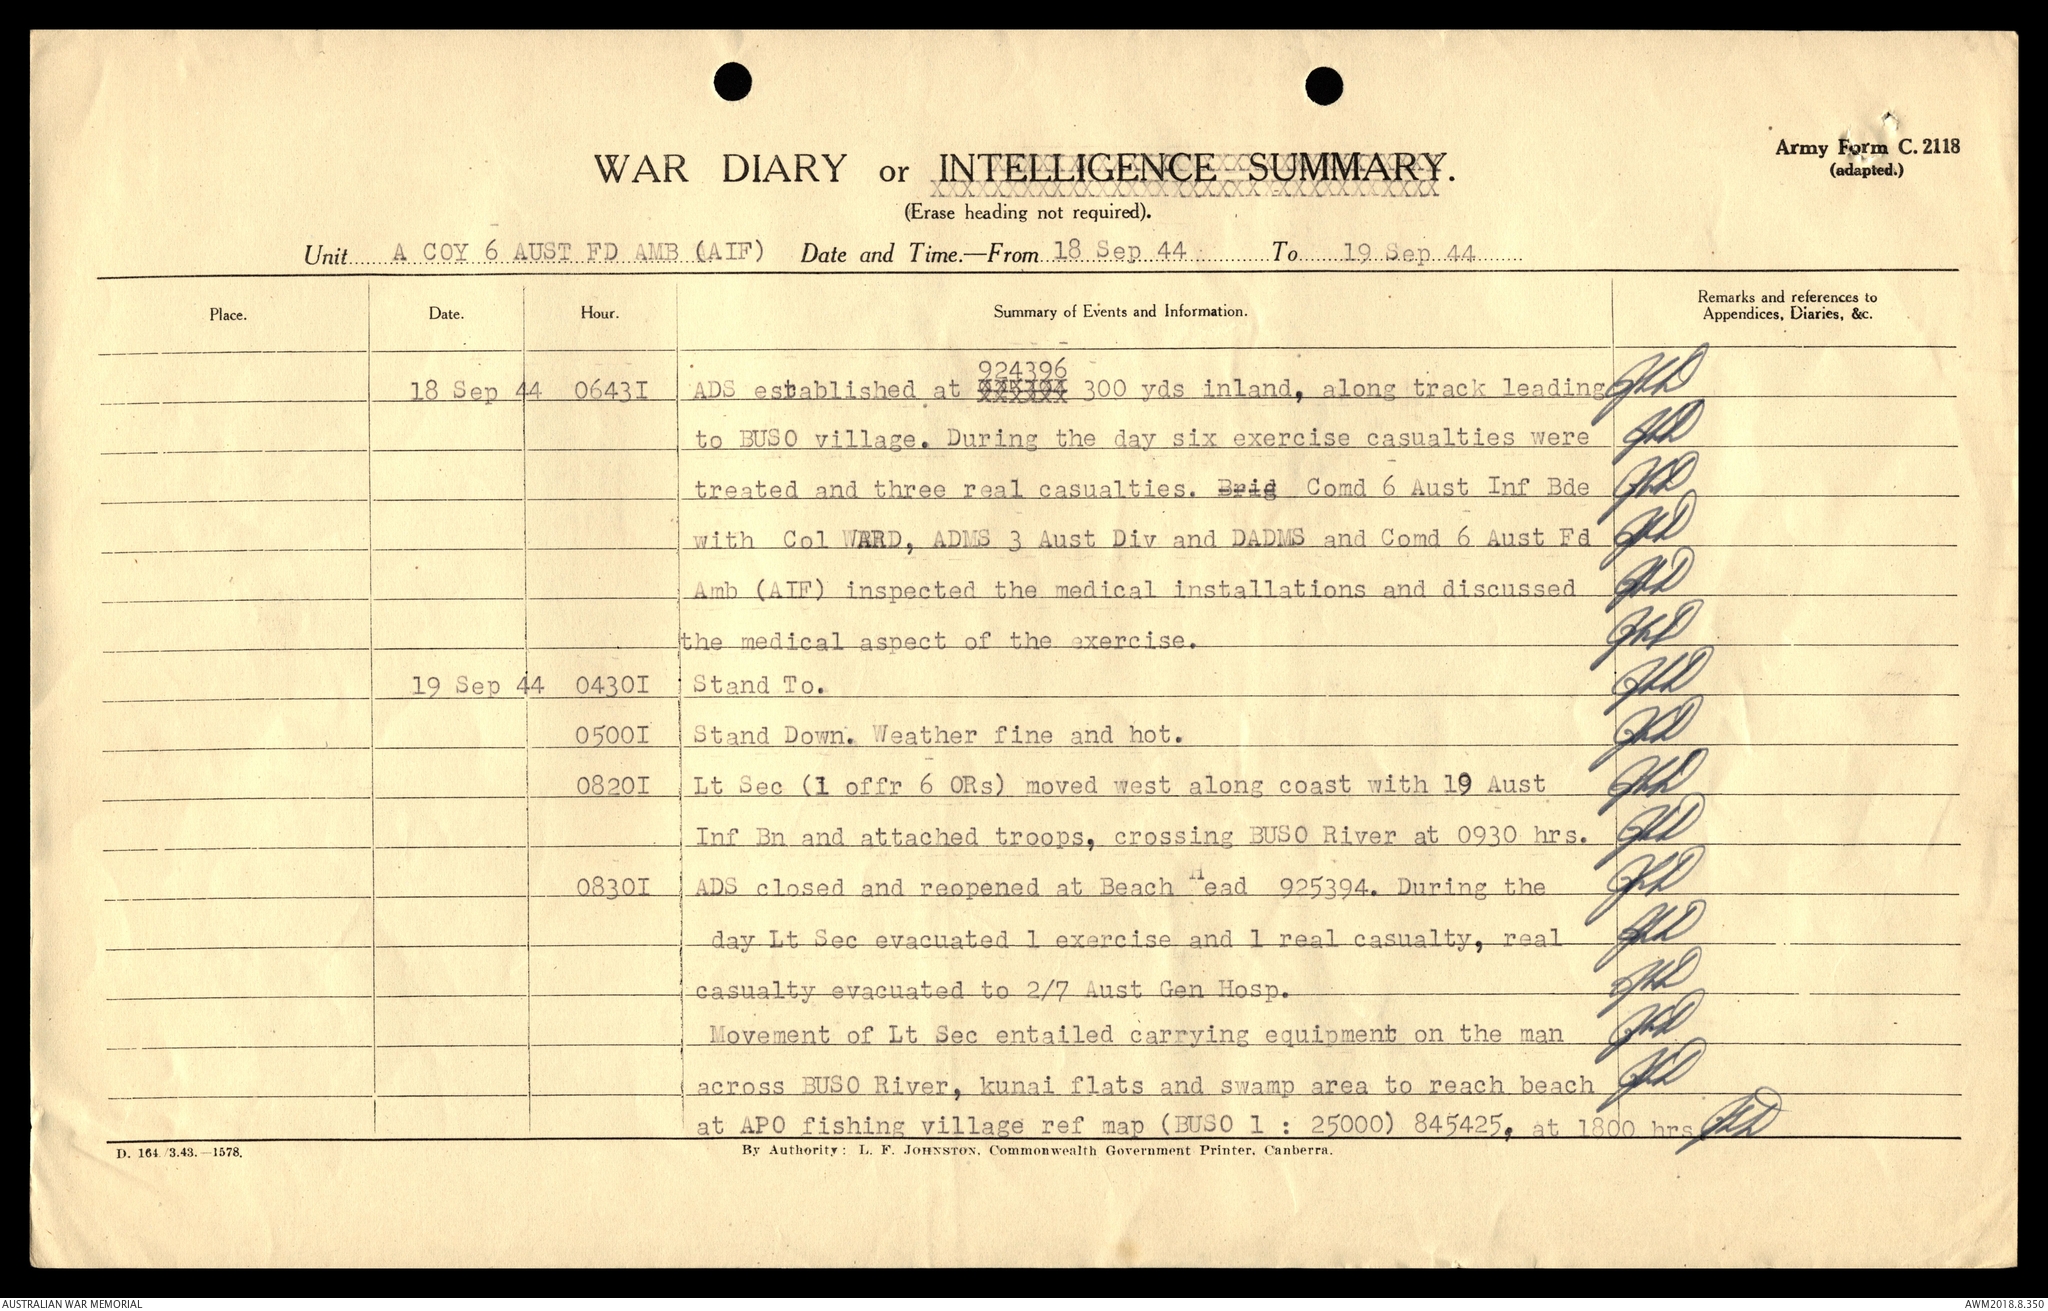 Army Form C. 2118
(adapted.)
WAR DIARY or INTELLIGENCE SUMMARY.
(Erase heading not required).
Unit A COY 6 AUST FD AMB (AIF) Date and Time.—From 18 Sep 44 To 19 Sep 44
Place. Date. Hour. Summary of Events and Information. Remarks and references to
Appendices, Diaries, &c.
924396
18 Sep 44 0643I ADS established at 300 yds inland, along track leading
to BUSO village. During the day six exercise casualties were
treated and three real casualties. Brig Comd 6 Aust Inf Bde
with Col WARD, ADMS 3 Aust Div and DADMS and Comd 6 Aust Fd
Amb (AIF) inspected the medical installations and discussed
the medical aspect of the exercise.
19 Sep 44 0430I Stand To.
0500I Stand Down. Weather fine and hot.
0820I Lt Sec (1 offr 6 ORs) moved west along coast with 19 Aust
Inf Bn and attached troops, crossing BUSO River at 0930 hrs.
0830I ADS closed and reopened at Beach Head 925394. During the
day Lt Sec evacuated 1 exercise and 1 real casualty, real
casualty evacuated to 2/7 Aust Gen Hosp.
Movement of Lt Sec entailed carrying equipment on the man
across BUSO River, kunai flats and swamp area to reach beach
at APO fishing village ref map (BUSO 1 : 25000) 845425, at 1800 hrs
D. 164/3.43.—1578. By Authority: L. F. JOHNSTON, Commonwealth Government Printer, Canberra.
AUSTRALIAN WAR MEMORIAL AWM2018.8.350